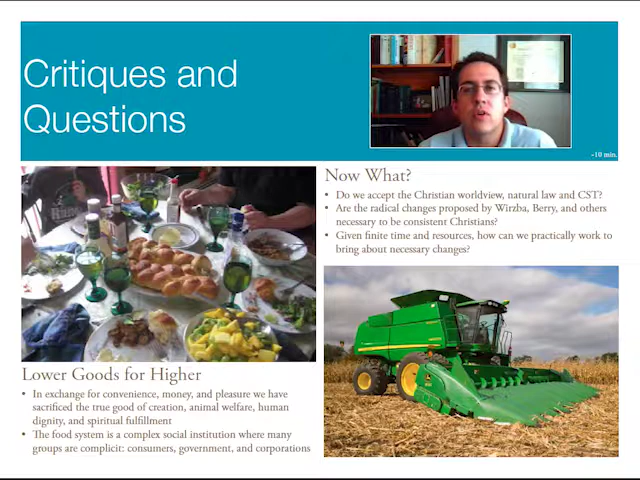 Critiques and
Questions
~10 min.
Now What?
• Do we accept the Christian worldview, natural law and CST?
• Are the radical changes proposed by Wirzba, Berry, and others
necessary to be consistent Christians?
• Given finite time and resources, how can we practically work to
bring about necessary changes?
Lower Goods for Higher
• In exchange for convenience, money, and pleasure we have
sacrificed the true good of creation, animal welfare, human
dignity, and spiritual fulfillment
• The food system is a complex social institution where many
groups are complicit: consumers, government, and corporations